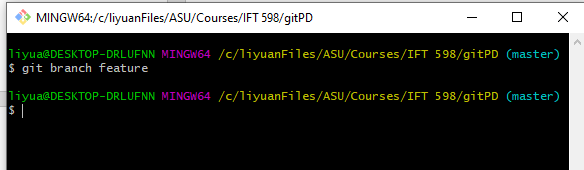 MINGW64:/c/liyuanFiles/ASU/Courses/IFT 598/gitPD
liyua@DESKTOP-DRLUFNN MINGW64 /c/liyuanFiles/ASU/Courses/IFT 598/gitPD (master)
$ git branch feature
liyua@DESKTOP-DRLUFNN MINGW64 /c/liyuanFiles/ASU/Courses/IFT 598/gitPD (master)
$